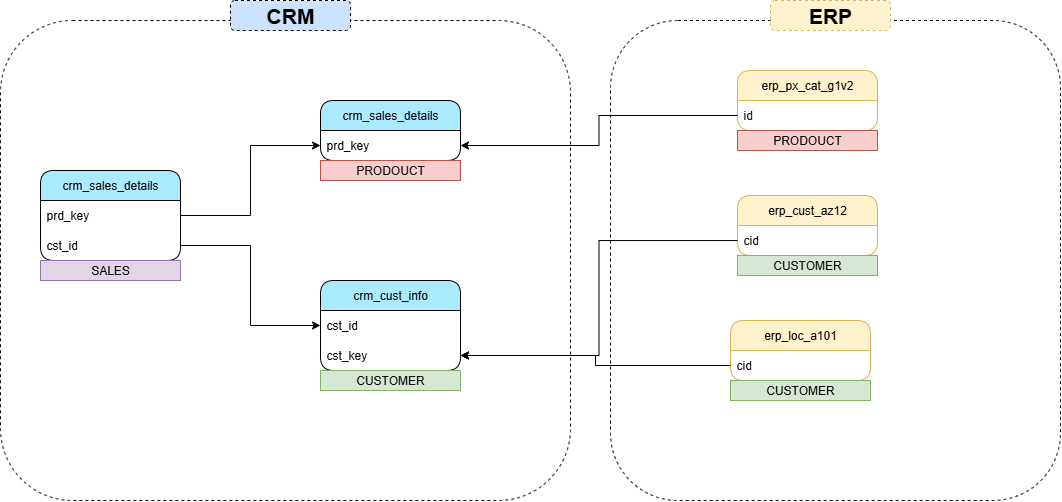 CRM
crm_sales_details
prd_key
cst_id
SALES
crm_sales_details
prd_key
PRODOUCT
crm_cust_info
cst_id
cst_key
CUSTOMER
ERP
erp_px_cat_g1v2
id
PRODOUCT
erp_cust_az12
cid
CUSTOMER
erp_loc_a101
cid
CUSTOMER